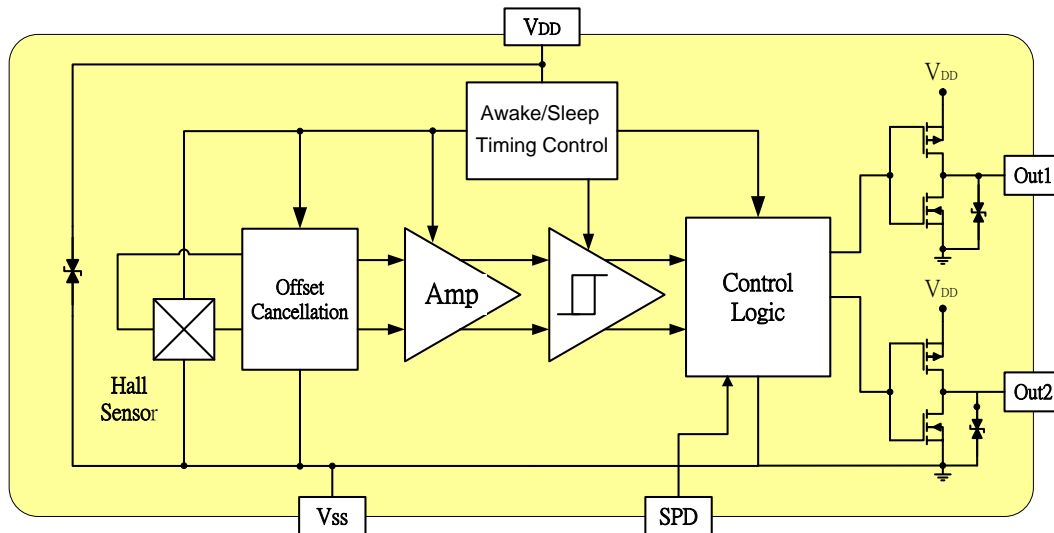 VDD
Awake/Sleep
Timing Control
VDD
Out1
Offset
Cancellation
Amp
Control
Logic
VDD
Hall
Sensor
Out2
Vss
SPD